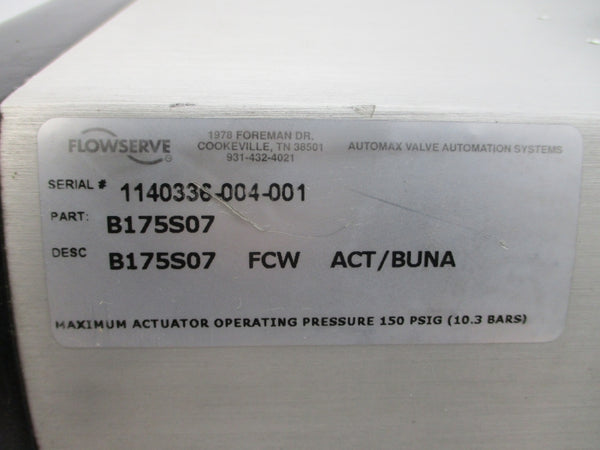 FLOWSERVE
1978 FOREMAN DR.
COOKEVILLE, TN 38501
931-432-4021
AUTOMAX VALVE AUTOMATION SYSTEMS
SERIAL # 1140336-004-001
PART: B175S07
DESC B175S07 FCW ACT/BUNA
MAXIMUM ACTUATOR OPERATING PRESSURE 150 PSIG (10.3 BARS)